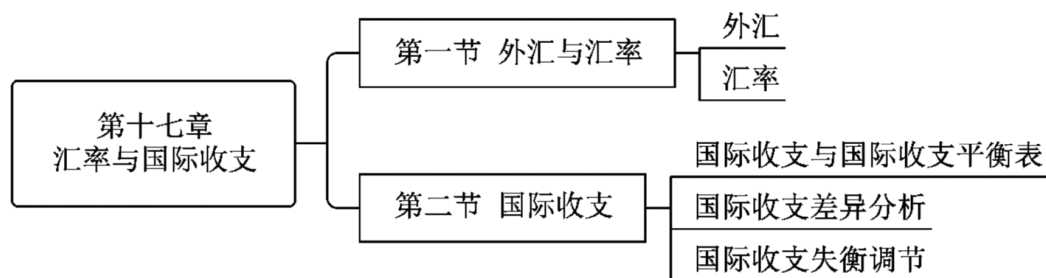 第十七章
汇率与国际收支
第一节 外汇与汇率
外汇
汇率
第二节 国际收支
国际收支与国际收支平衡表
国际收支差异分析
国际收支失衡调节